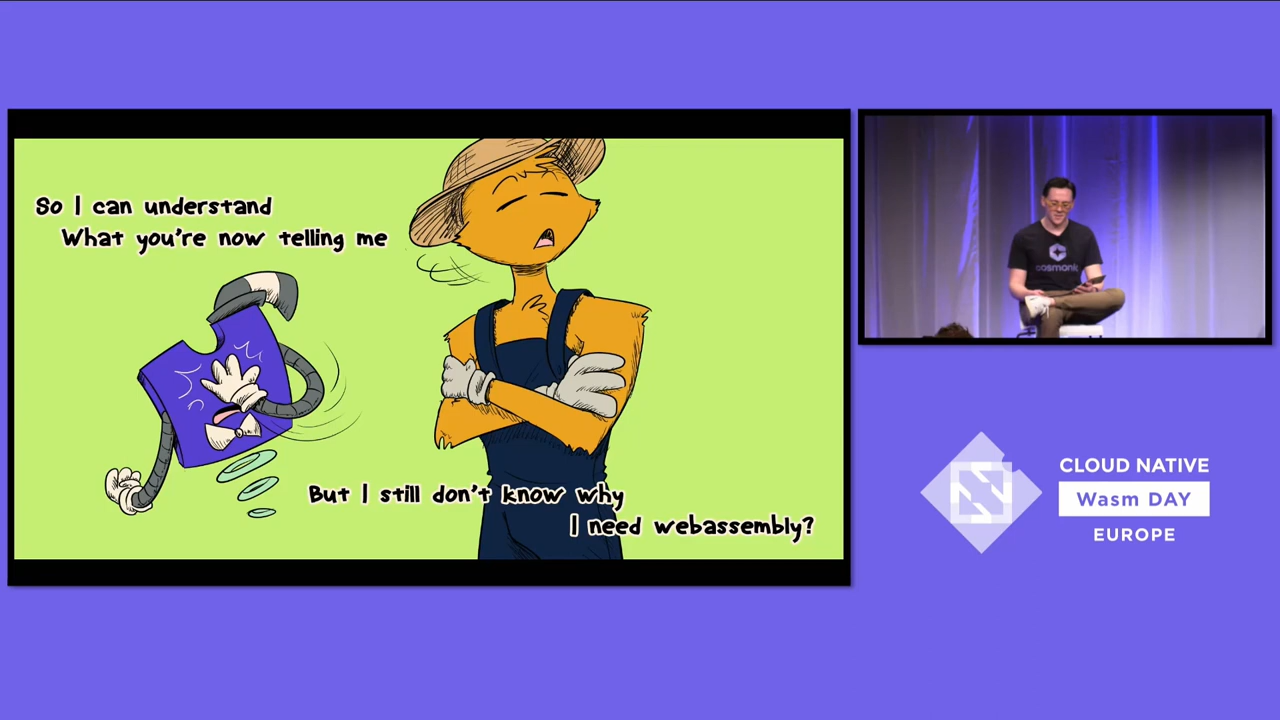 So I can understand
What you're now telling me
But I still don't know why
I need webassembly?
cosmonic
CLOUD NATIVE
Wasm DAY
EUROPE